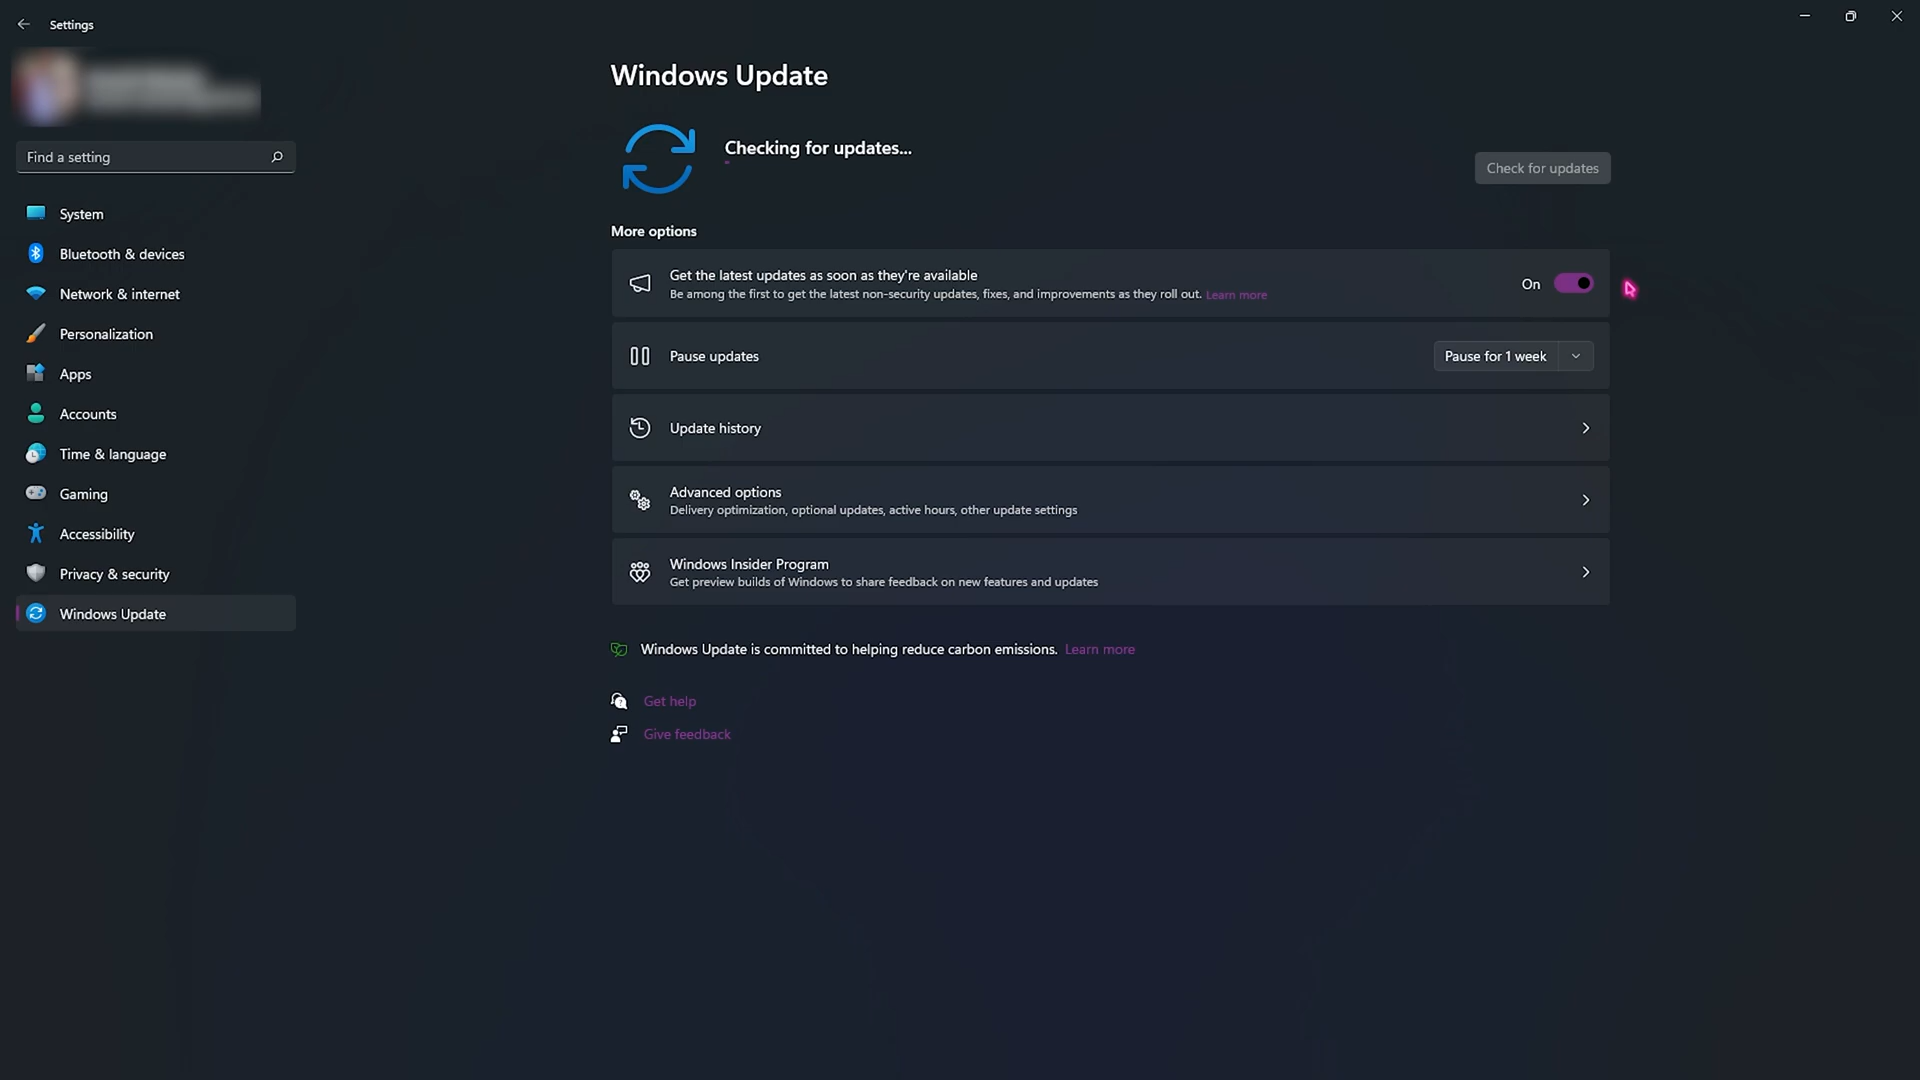 Settings
Find a setting
System
Bluetooth & devices
Network & internet
Personalization
Apps
Accounts
Time & language
Gaming
Accessibility
Privacy & security
Windows Update
Windows Update
Checking for updates...
Check for updates
More options
Get the latest updates as soon as they're available
Be among the first to get the latest non-security updates, fixes, and improvements as they roll out. Learn more
On
Pause updates
Pause for 1 week
Update history
Advanced options
Delivery optimization, optional updates, active hours, other update settings
Windows Insider Program
Get preview builds of Windows to share feedback on new features and updates
Windows Update is committed to helping reduce carbon emissions. Learn more
Get help
Give feedback